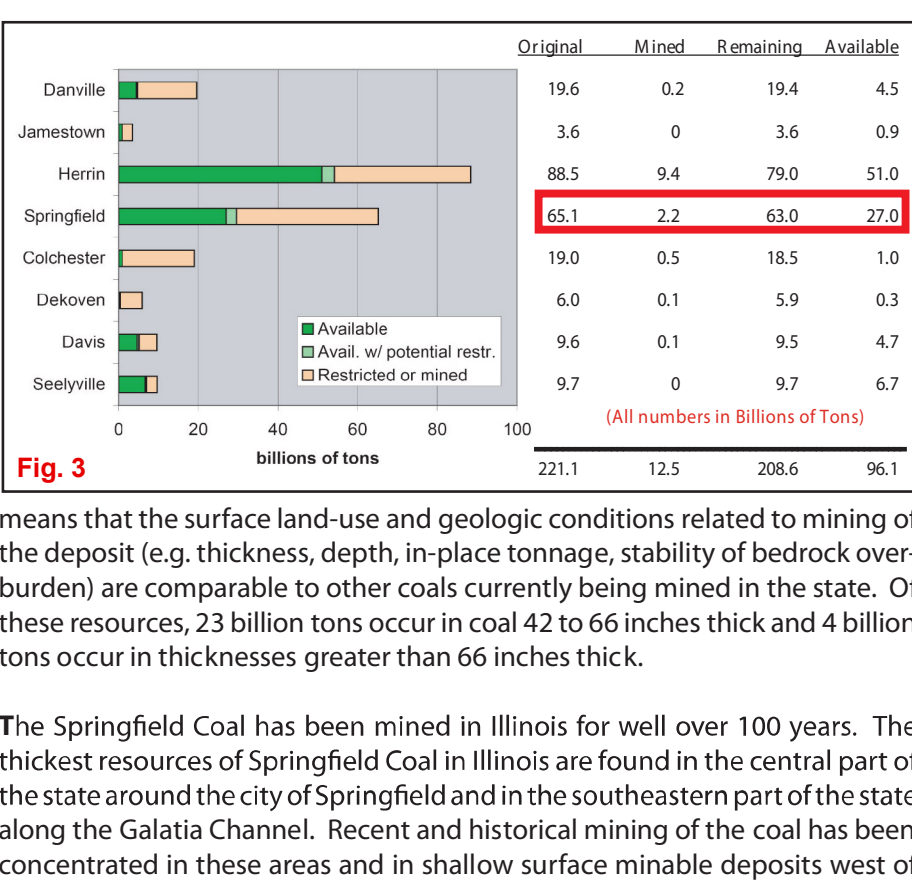 Original Mined Remaining Available
Danville 19.6 0.2 19.4 4.5
Jamestown 3.6 0 3.6 0.9
Herrin 88.5 9.4 79.0 51.0
Springfield 65.1 2.2 63.0 27.0
Colchester 19.0 0.5 18.5 1.0
Dekoven 6.0 0.1 5.9 0.3
Available
Davis 9.6 0.1 9.5 4.7
Avail. w/ potential restr.
Restricted or mined
Seelyville 9.7 0 9.7 6.7
(All numbers in Billions of Tons)
0 20 40 60 80 100
billions of tons
Fig. 3
221.1 12.5 208.6 96.1
means that the surface land-use and geologic conditions related to mining of
the deposit (e.g. thickness, depth, in-place tonnage, stability of bedrock over-
burden) are comparable to other coals currently being mined in the state. Of
these resources, 23 billion tons occur in coal 42 to 66 inches thick and 4 billion
tons occur in thicknesses greater than 66 inches thick.
The Springfield Coal has been mined in Illinois for well over 100 years. The
thickest resources of Springfield Coal in Illinois are found in the central part of
the state around the city of Springfield and in the southeastern part of the state
along the Galatia Channel. Recent and historical mining of the coal has been
concentrated in these areas and in shallow surface minable deposits west of